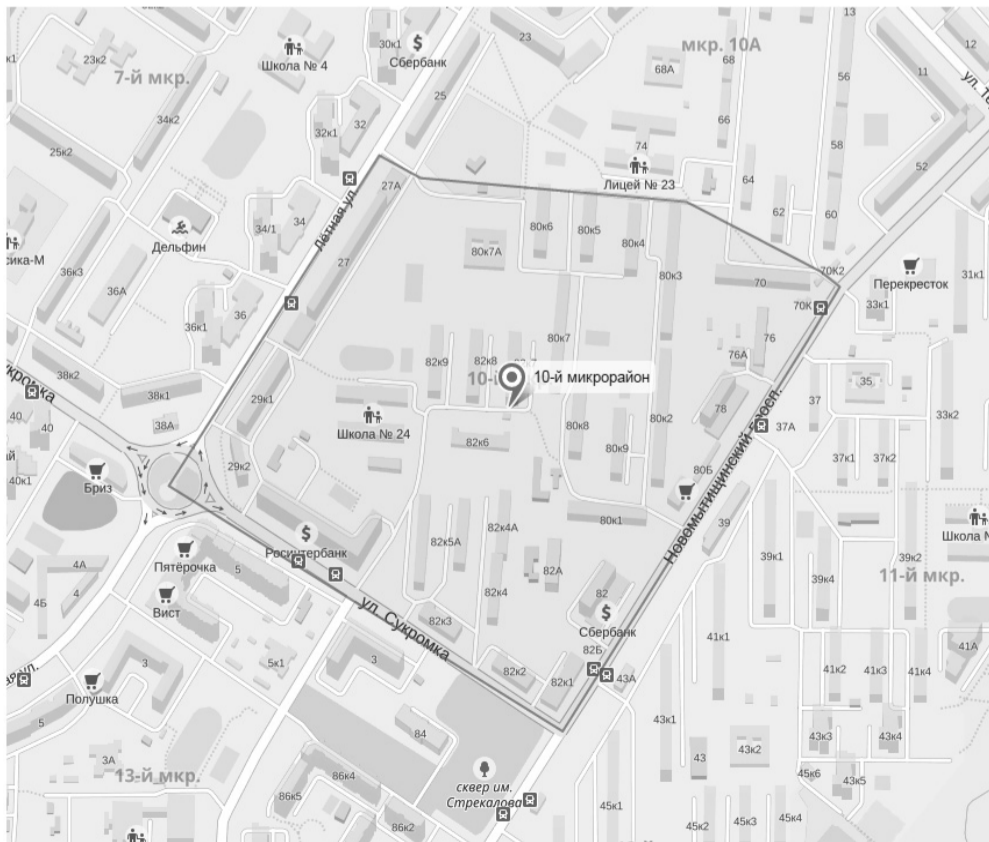 13
23
12
мкр. 10А
68
23к2
30к1
Сбербанк
Школа № 4
68А
56
11
7-й мкр.
25
34к2
32
66
32к1
74
58
25к2
52
Лицей № 23
64
27А
62
60
Лётная ул.
34
34/1
80к6
80к5
80к4
Дельфин
80к7А
27
36к3
36А
80к3
70
70К2
Перекресток
31к1
70К
33к1
36
36к1
80к7
76
82к9
82к8
76А
38к2
10-й микрорайон
35
38к1
29к1
37
40
38А
Школа № 24
78
80к2
80к8
33к2
40
37А
82к6
80к9
37к1
37к2
29к2
80Б
40к1
Бриз
80к1
39
Новомытищинский просп.
82к4А
82к5А
Росинтербанк
Школа №
39к1
39к2
4А
Пятёрочка
5
82А
39к4
11-й мкр.
82к4
82
4Б
4
Вист
Сбербанк
ул. Сукромка
82к3
41к1
82Б
41А
3
5к1
3
82к2
82к1
43А
41к2
41к3
41к4
Полушка
43к1
5
84
43к3
43к4
43к2
43
3А
13-й мкр.
86к4
45к6
43к5
сквер им.
Стрекалова
86к5
45к1
86к2
45к2
45к3
45к4